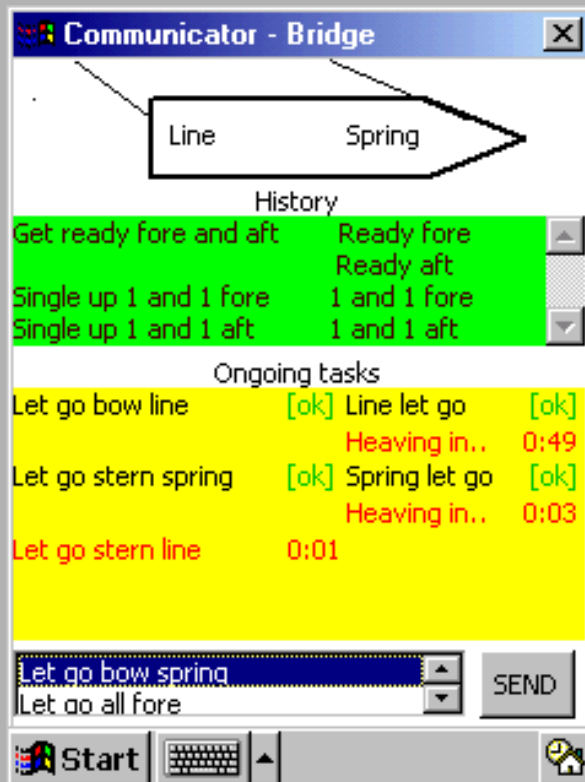 Communicator - Bridge
Line Spring
History
Get ready fore and aft Ready fore
Ready aft
Single up 1 and 1 fore 1 and 1 fore
Single up 1 and 1 aft 1 and 1 aft
Ongoing tasks
Let go bow line [ok] Line let go [ok]
Heaving in.. 0:49
Let go stern spring [ok] Spring let go [ok]
Heaving in.. 0:03
Let go stern line 0:01
Let go bow spring
Let go all fore
SEND
Start